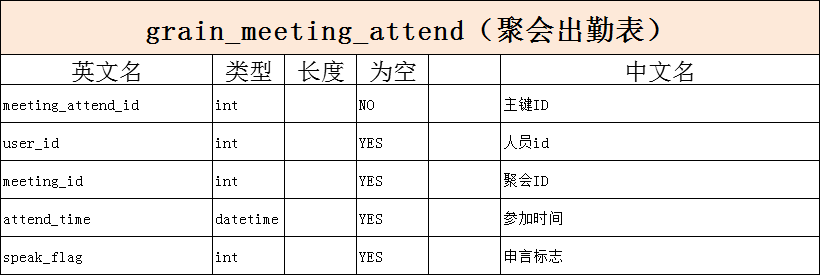 grain_meeting_attend（聚会出勤表）
英文名 类型 长度 为空 中文名
meeting_attend_id int NO 主键ID
user_id int YES 人员id
meeting_id int YES 聚会ID
attend_time datetime YES 参加时间
speak_flag int YES 申言标志